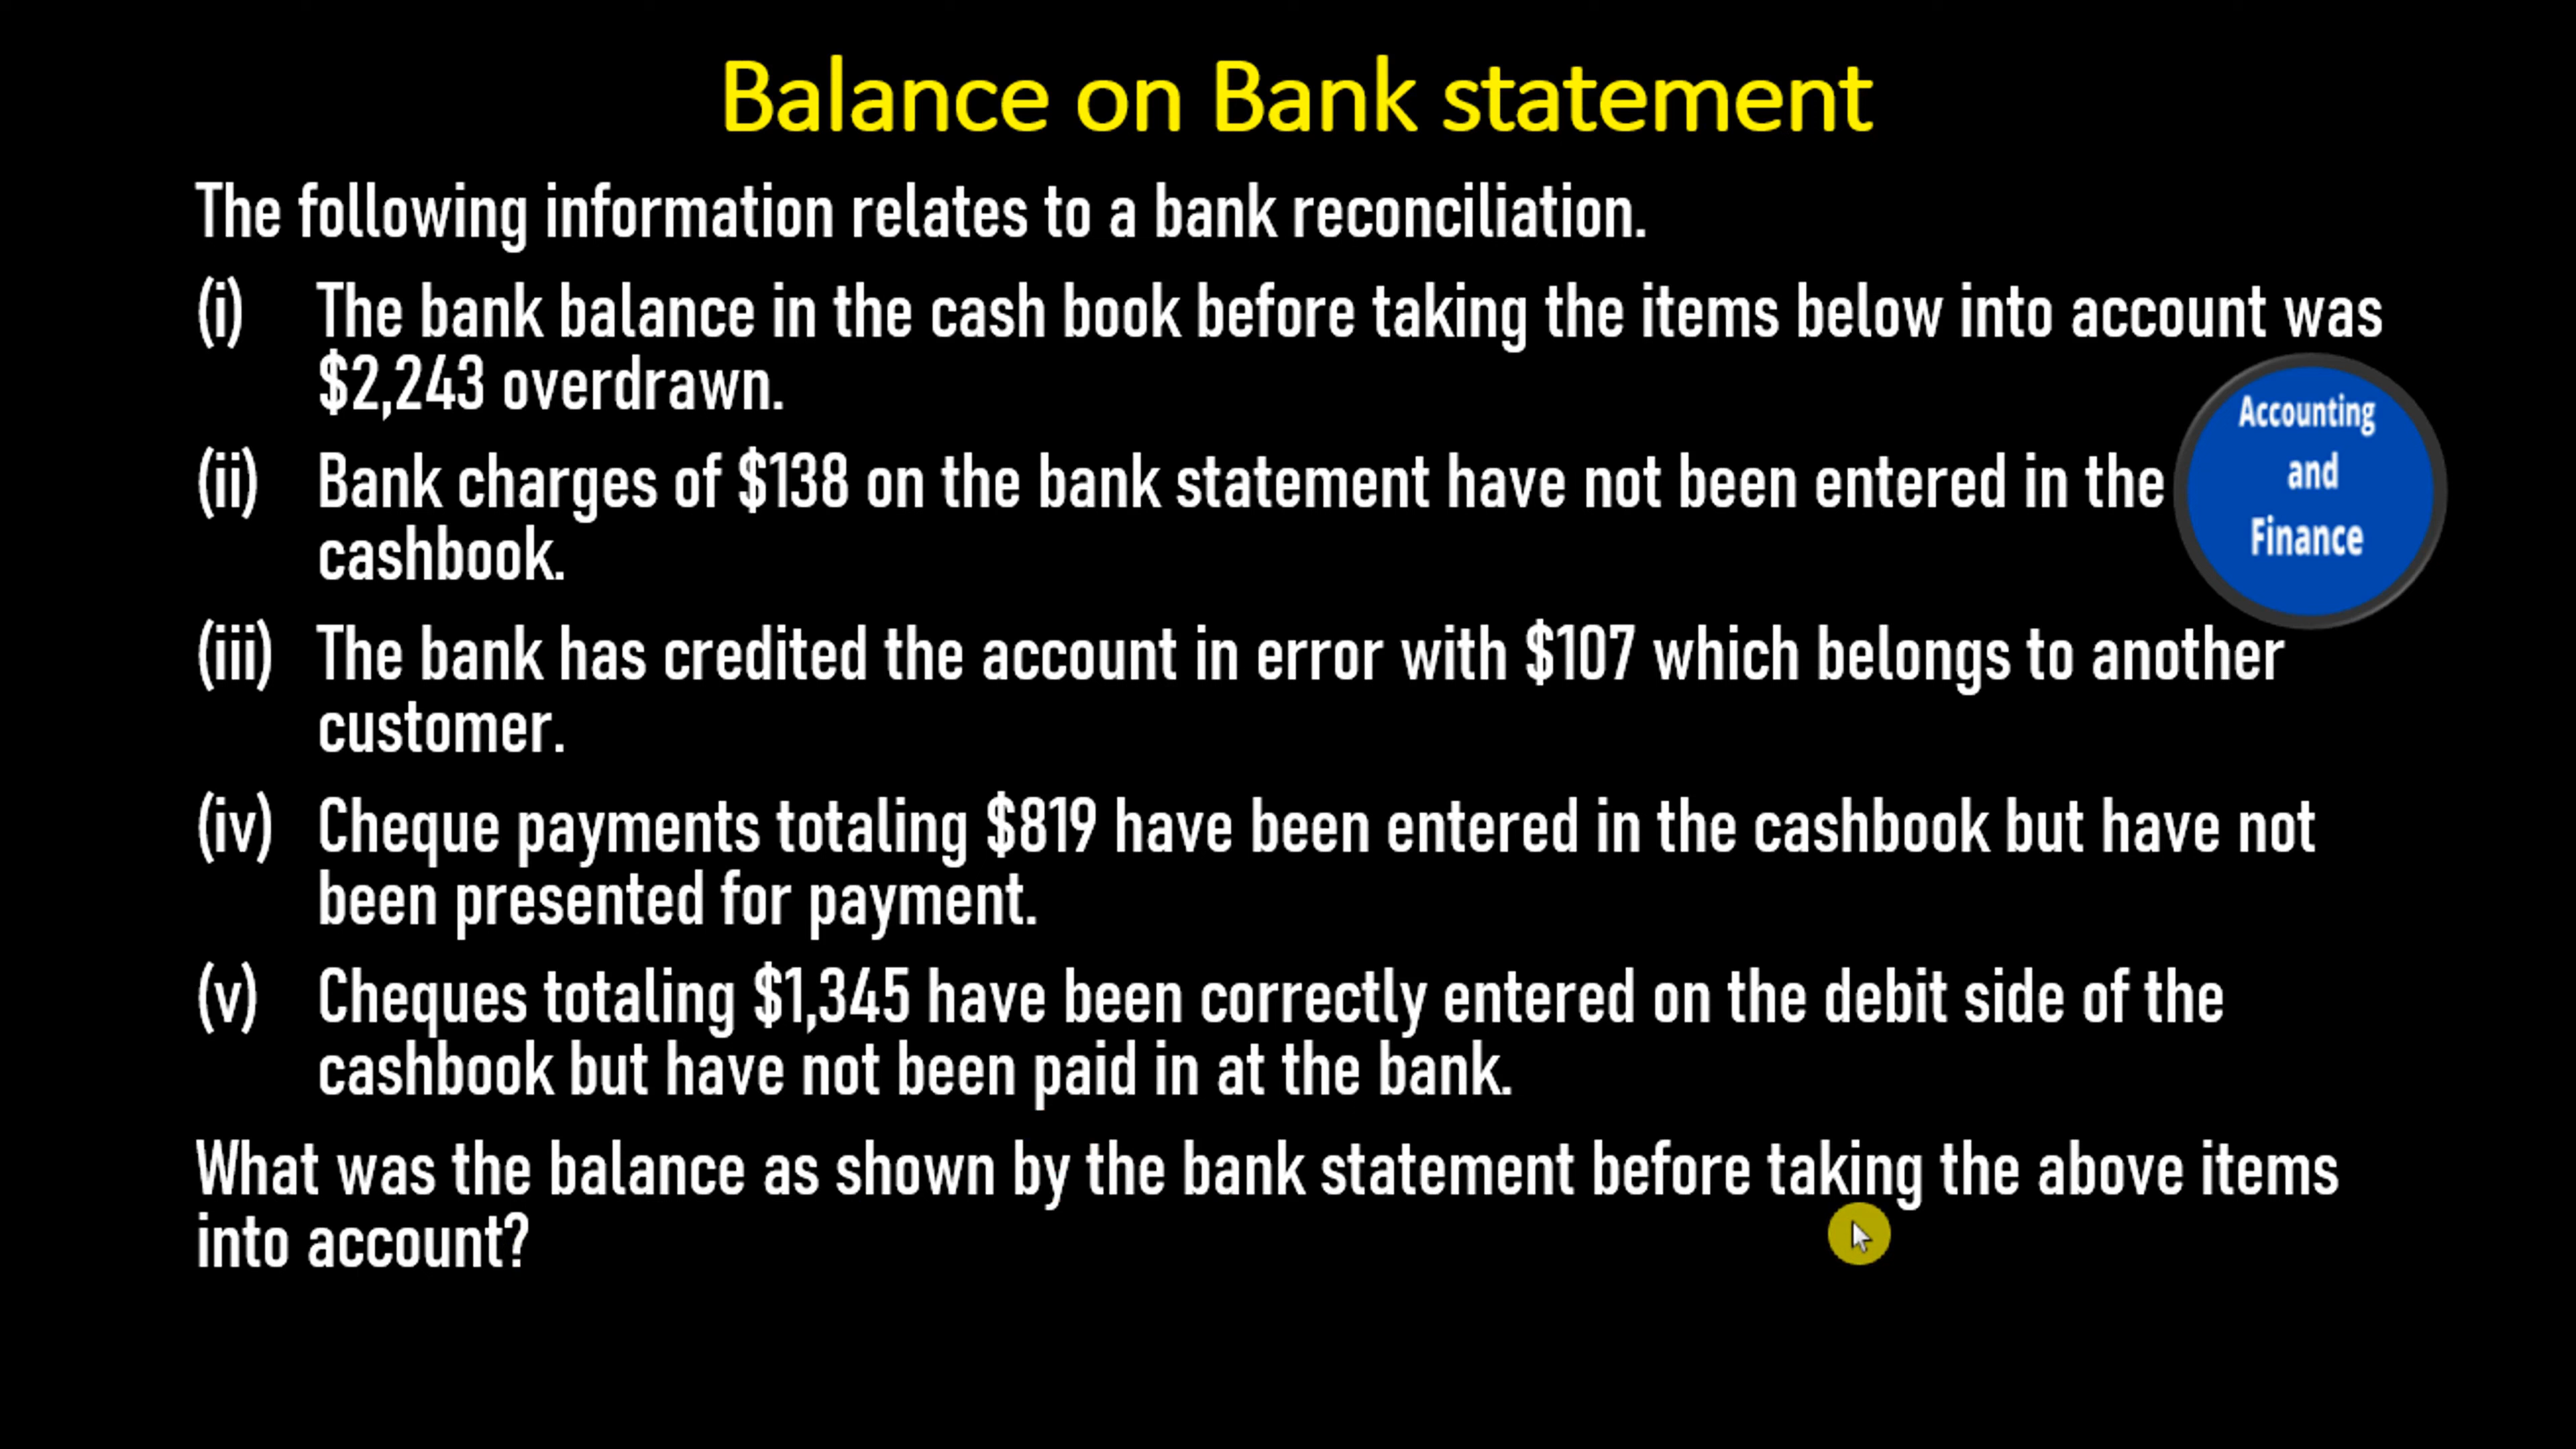 Balance on Bank statement
The following information relates to a bank reconciliation.
(i) The bank balance in the cash book before taking the items below into account was
$2,243 overdrawn.
(ii) Bank charges of $138 on the bank statement have not been entered in the
cashbook.
Accounting
and
Finance
(iii) The bank has credited the account in error with $107 which belongs to another
customer.
(iv) Cheque payments totaling $819 have been entered in the cashbook but have not
been presented for payment.
(v) Cheques totaling $1,345 have been correctly entered on the debit side of the
cashbook but have not been paid in at the bank.
What was the balance as shown by the bank statement before taking the above items
into account?